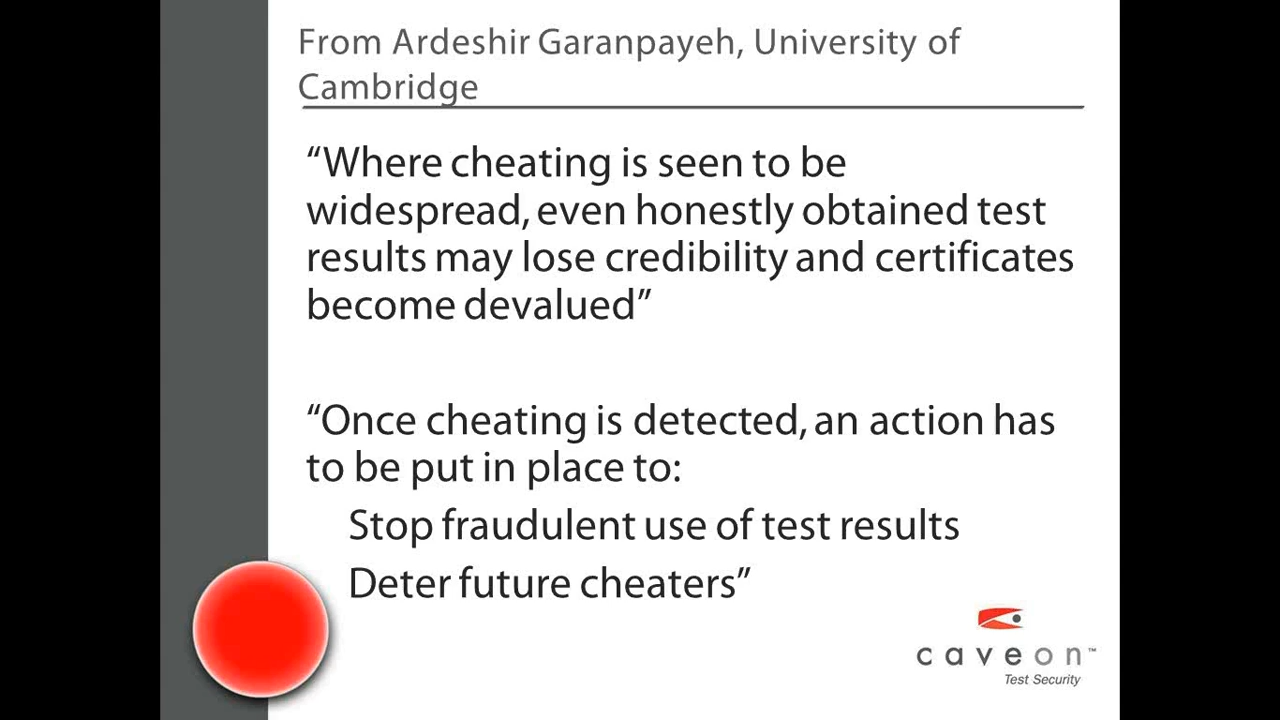 From Ardeshir Garanpayeh, University of
Cambridge
“Where cheating is seen to be
widespread, even honestly obtained test
results may lose credibility and certificates
become devalued”
“Once cheating is detected, an action has
to be put in place to:
Stop fraudulent use of test results
Deter future cheaters”
caveon™
Test Security